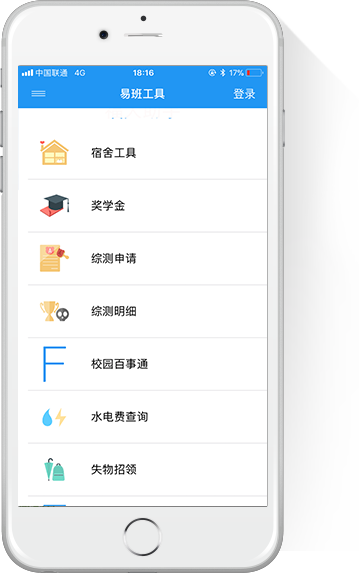 中国联通 4G 18:16 17%
易班工具 登录
宿舍工具
奖学金
综测申请
综测明细
F 校园百事通
水电费查询
失物招领